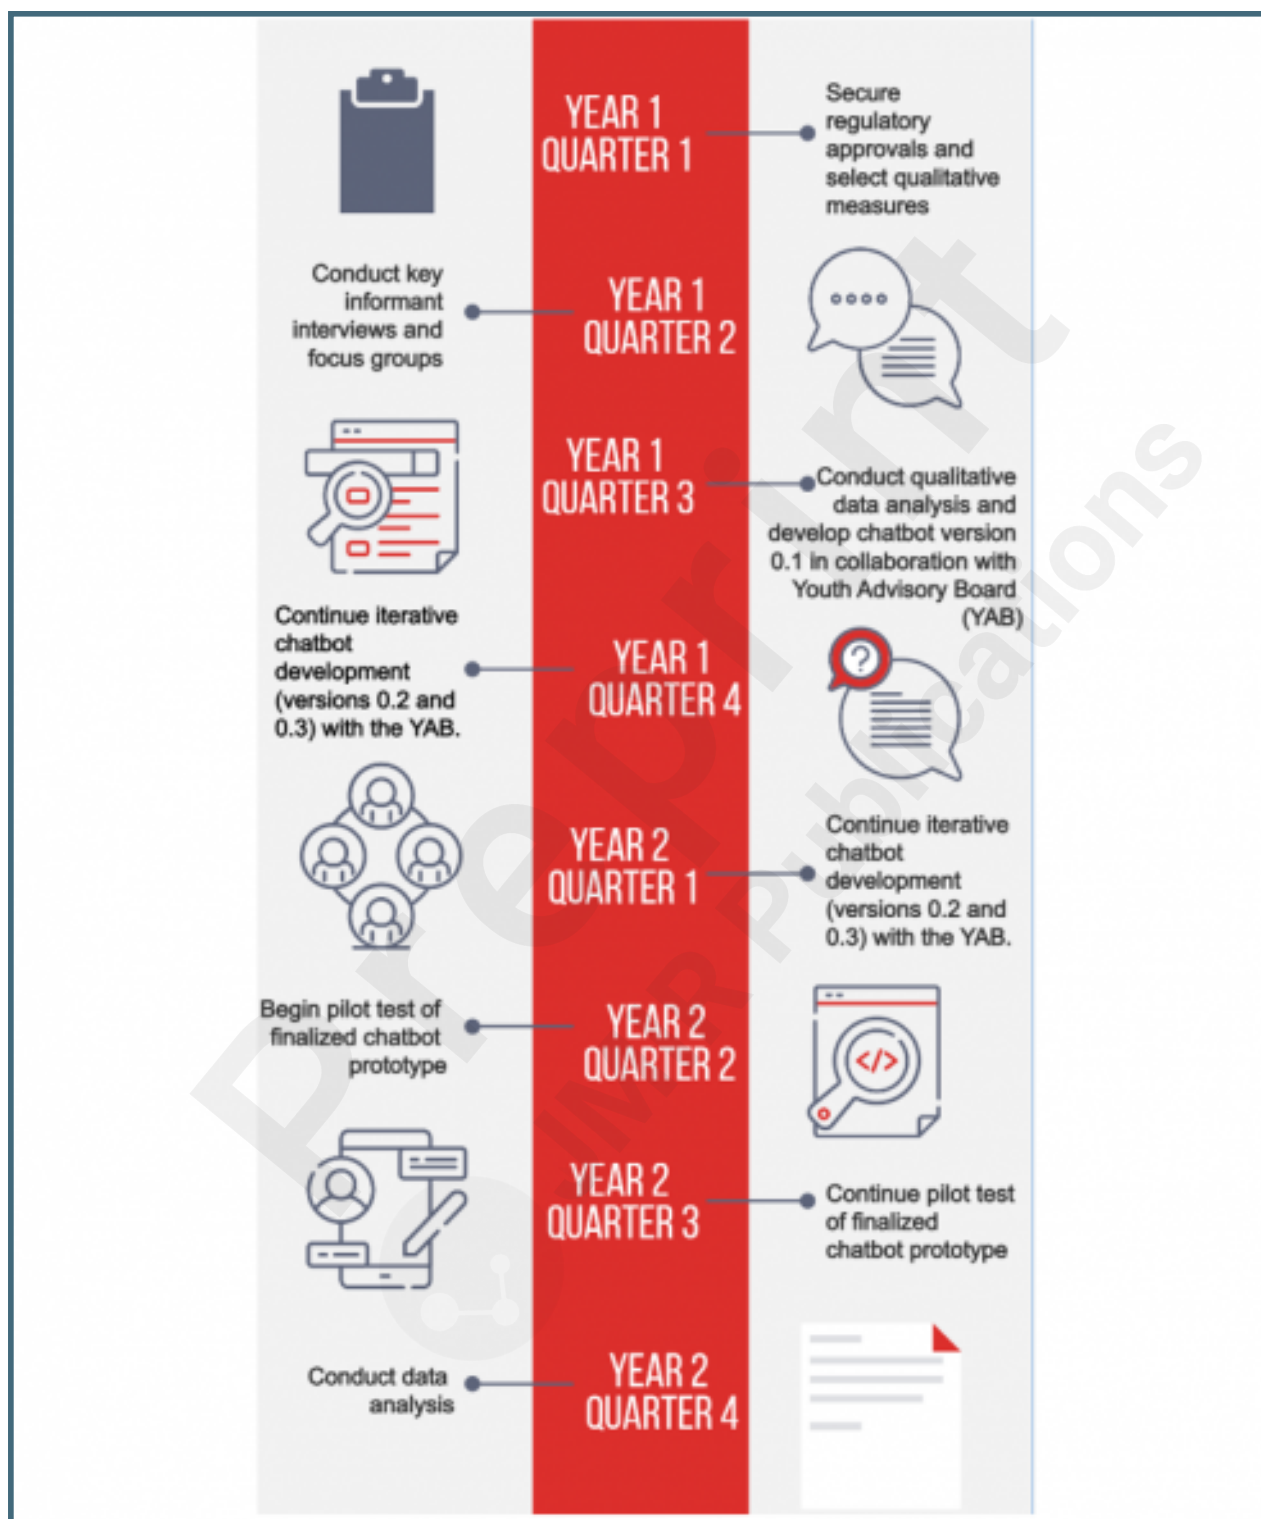 YEAR 1
QUARTER 1
Secure
regulatory
approvals and
select qualitative
measures
Conduct key
informant
interviews and
focus groups
YEAR 1
QUARTER 2
YEAR 1
QUARTER 3
Conduct qualitative
data analysis and
develop chatbot version
0.1 in collaboration with
Youth Advisory Board
(YAB)
Continue iterative
chatbot
development
(versions 0.2 and
0.3) with the YAB.
YEAR 1
QUARTER 4
?
YEAR 2
QUARTER 1
Continue iterative
chatbot
development
(versions 0.2 and
0.3) with the YAB.
Begin pilot test of
finalized chatbot
prototype
YEAR 2
QUARTER 2
</>
YEAR 2
QUARTER 3
Continue pilot test
of finalized
chatbot prototype
Conduct data
analysis
YEAR 2
QUARTER 4
Preprint
JMIR Publications